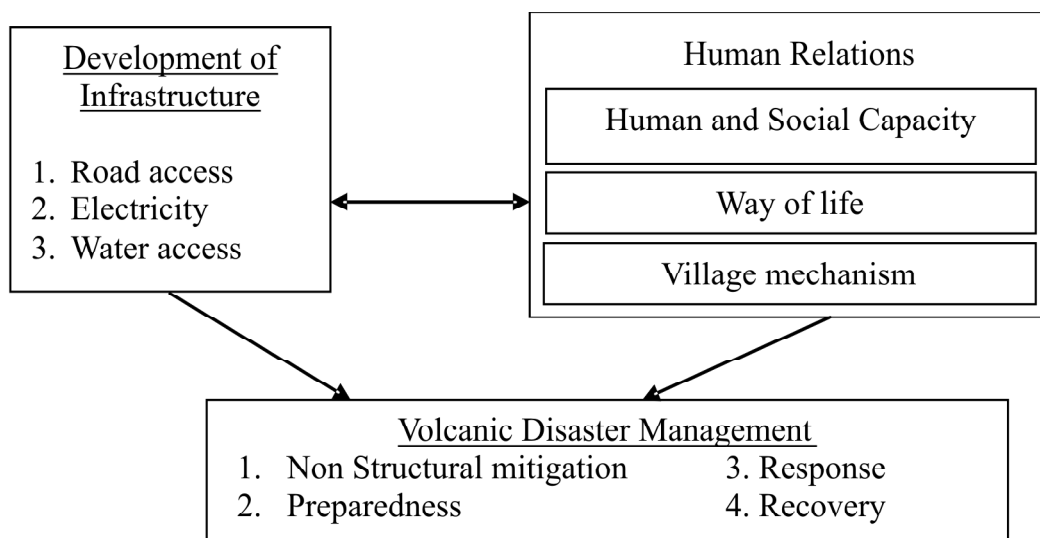 Development of
Infrastructure
1. Road access
2. Electricity
3. Water access
Human Relations
Human and Social Capacity
Way of life
Village mechanism
Volcanic Disaster Management
1. Non Structural mitigation
2. Preparedness
3. Response
4. Recovery